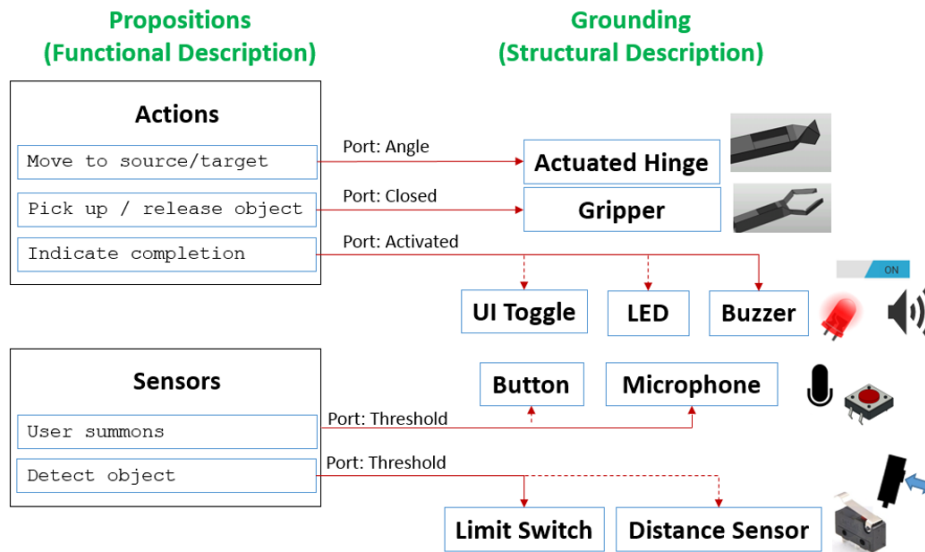 Propositions
(Functional Description)
Grounding
(Structural Description)
Actions
Move to source/target
Port: Angle
Actuated Hinge
Pick up / release object
Port: Closed
Gripper
Indicate completion
Port: Activated
ON
UI Toggle
LED
Buzzer
Sensors
Button
Microphone
User summons
Port: Threshold
Detect object
Port: Threshold
Limit Switch
Distance Sensor